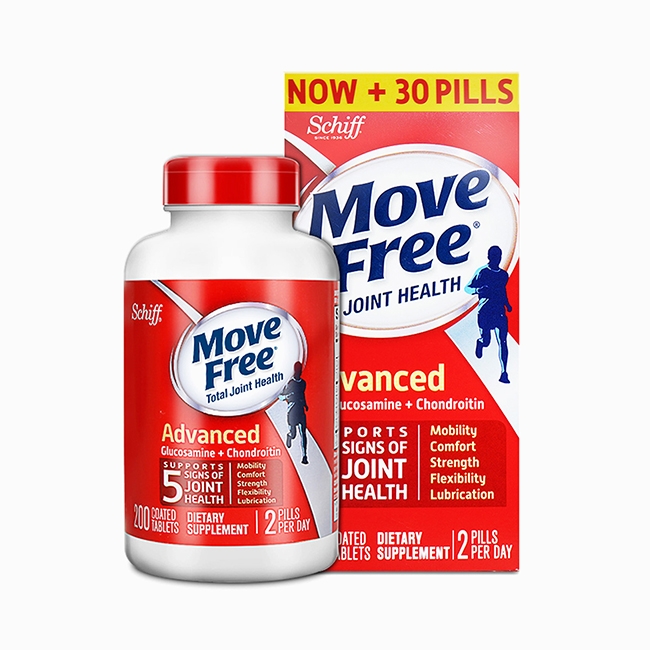 NOW + 30 PILLS
Schiff
SINCE 1936
Move
Free®
JOINT HEALTH
vanced
ucosamine + Chondroitin
PORTS
SIGNS OF
JOINT
HEALTH
Mobility
Comfort
Strength
Flexibility
Lubrication
OATED
BLETS
DIETARY
SUPPLEMENT
2 PILLS
PER DAY
Schiff
Move
Free®
Total Joint Health
Advanced
Glucosamine + Chondroitin
SUPPORTS
5 SIGNS OF
JOINT
HEALTH
Mobility
Comfort
Strength
Flexibility
Lubrication
200 COATED
TABLETS
DIETARY
SUPPLEMENT
2 PILLS
PER DAY